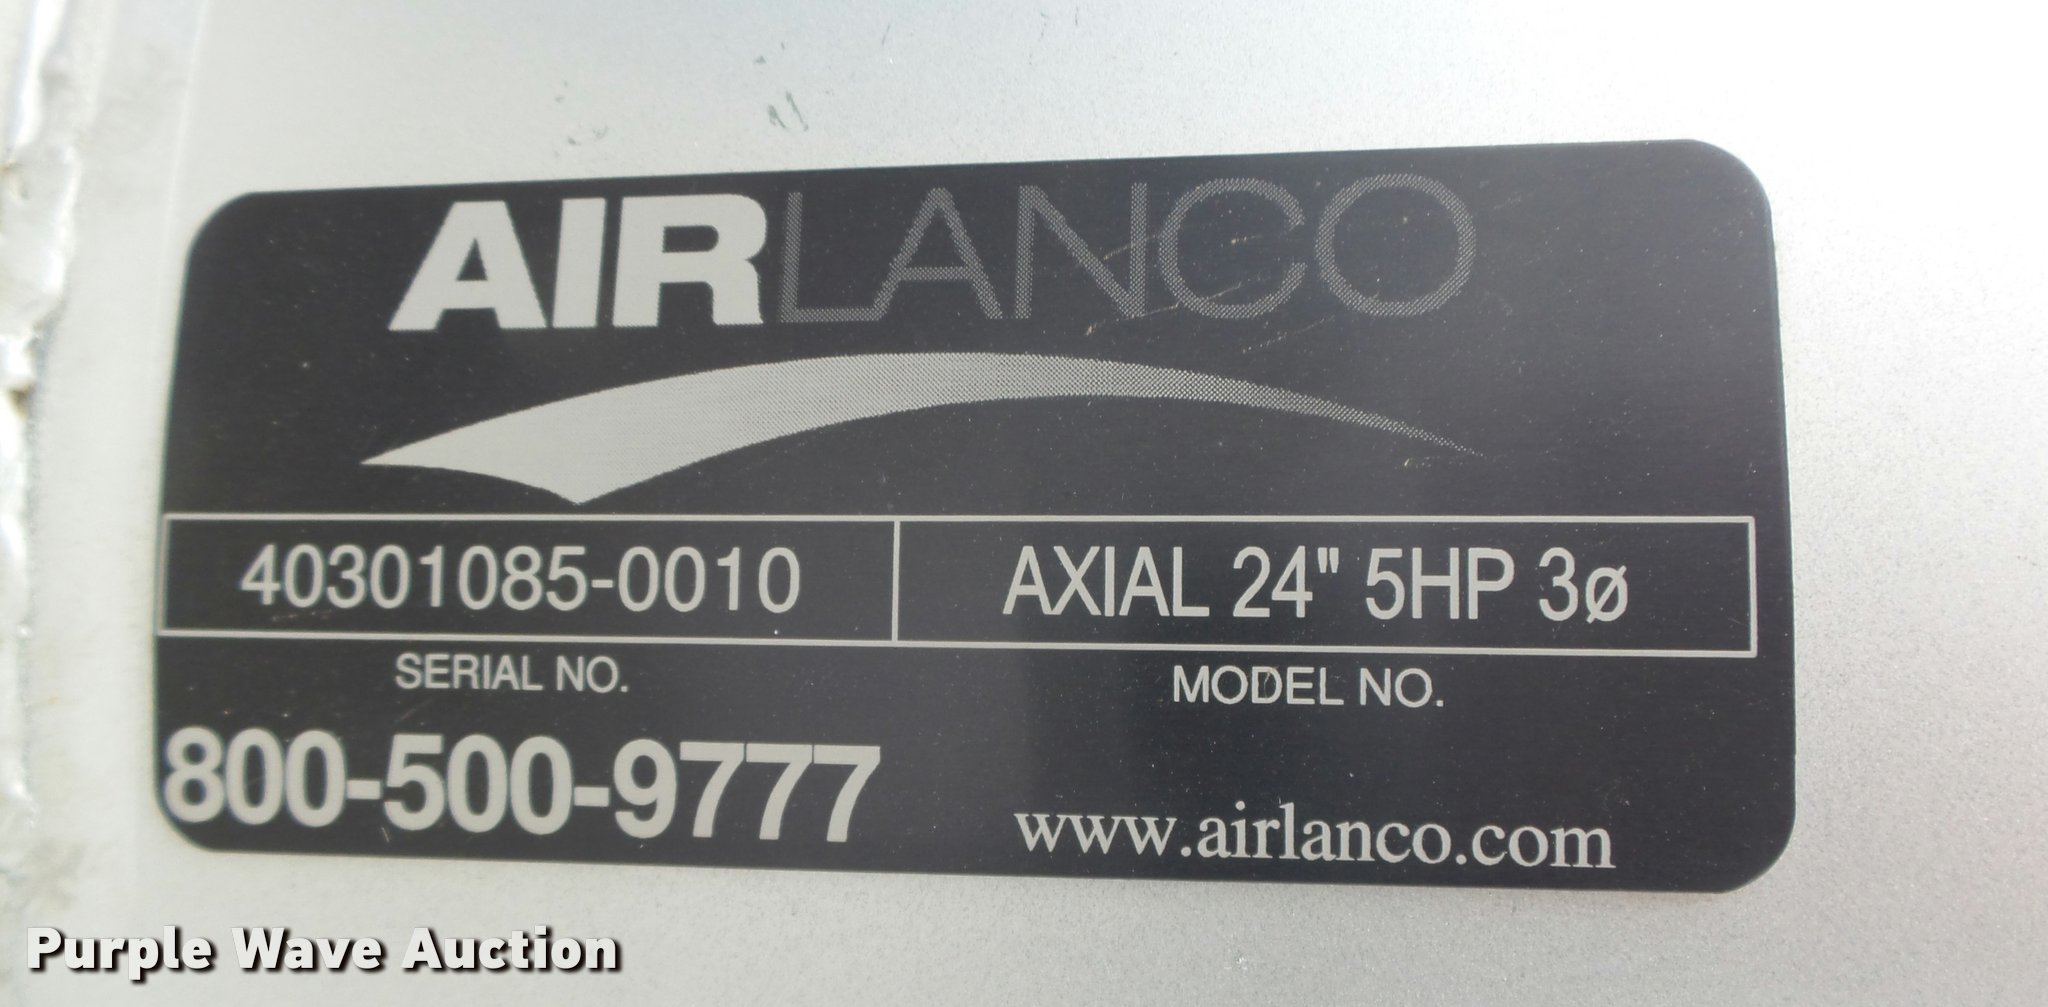 AIRLANCO
40301085-0010 AXIAL 24" 5HP 3ø
SERIAL NO. MODEL NO.
800-500-9777 www.airlanco.com
Purple Wave Auction